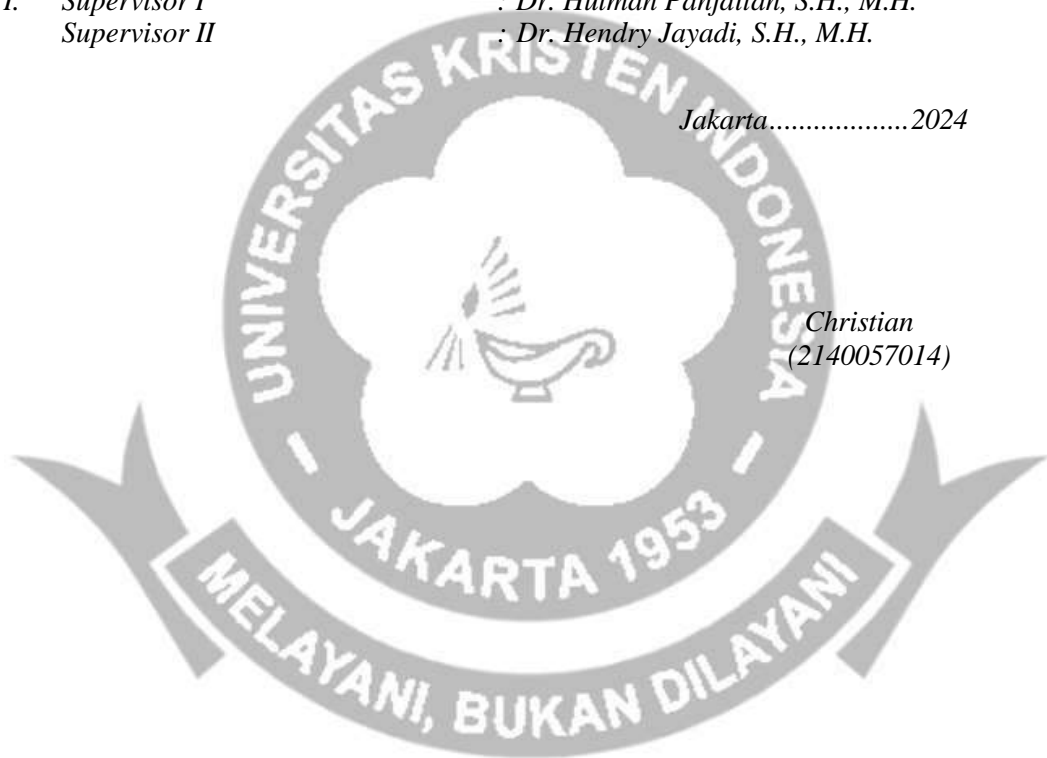 I. Supervisor I : Dr. Hulman Panjaitan, S.H., M.H.
Supervisor II : Dr. Hendry Jayadi, S.H., M.H.
Jakarta...................2024
Christian
(2140057014)
UNIVERSITAS KRISTEN INDONESIA
– JAKARTA 1953 –
MELAYANI, BUKAN DILAYANI